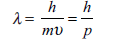 λ = h/mυ = h/p